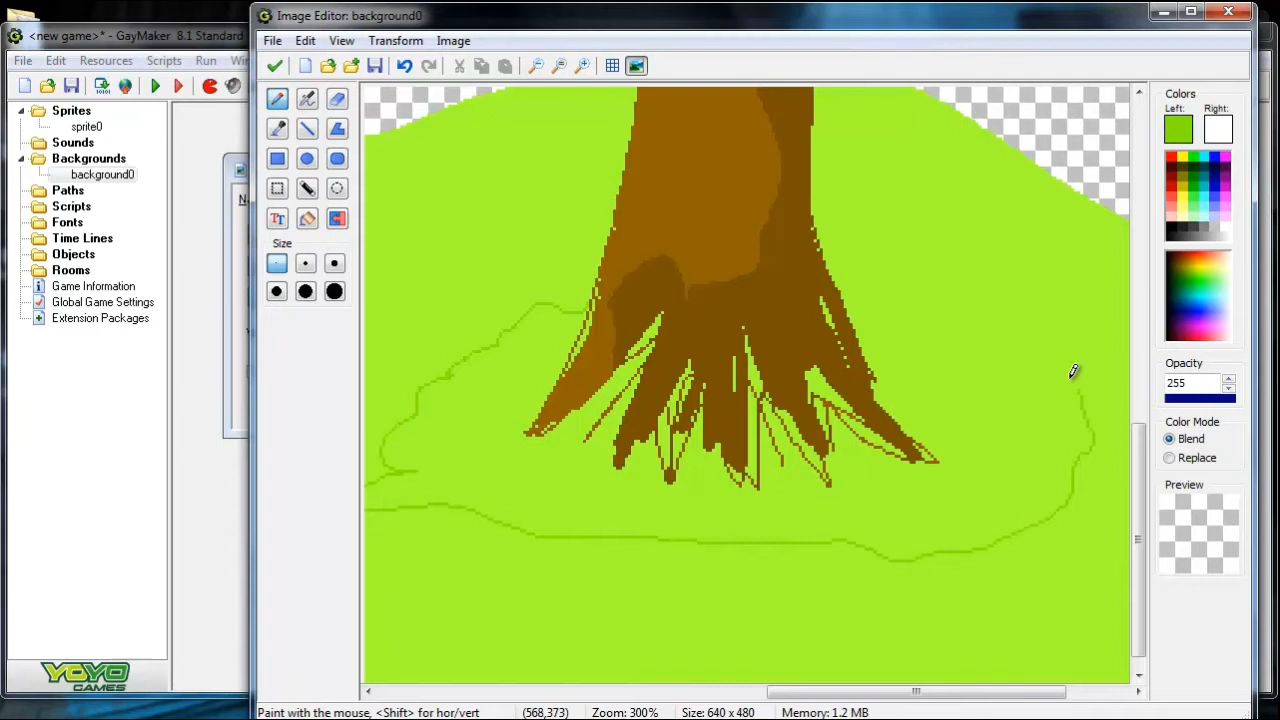 Image Editor: background0
<new game>* - GayMaker 8.1 Standard
File Edit View Transform Image
File Edit Resources Scripts Run
Sprites
sprite0
Sounds
Backgrounds
background0
Paths
Scripts
Fonts
Time Lines
Objects
Rooms
Game Information
Global Game Settings
Extension Packages
YOYO
GAMES
Size
Colors
Left: Right:
Opacity
255
Color Mode
Blend
Replace
Preview
Paint with the mouse, <Shift> for hor/vert (568,373) Zoom: 300% Size: 640 x 480 Memory: 1.2 MB